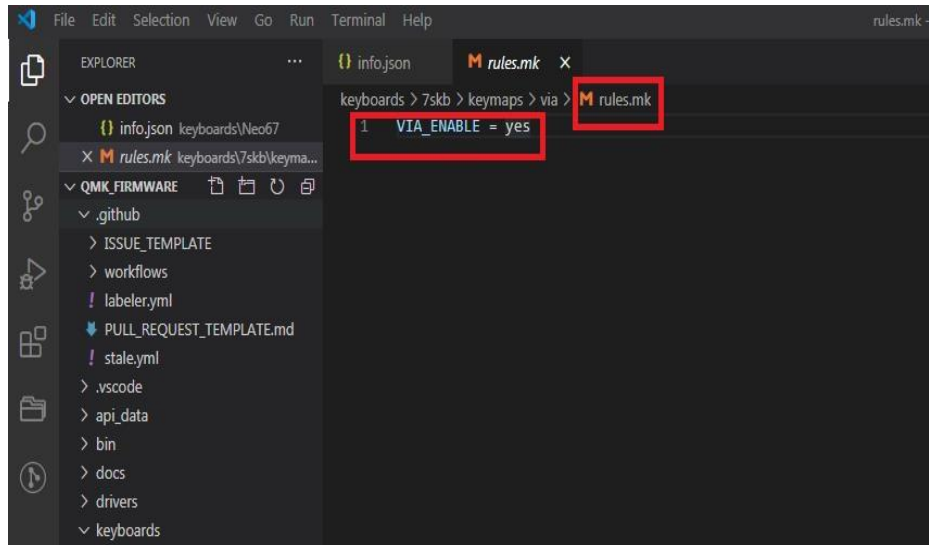 File Edit Selection View Go Run Terminal Help
rules.mk -
EXPLORER ...
{} info.json
M rules.mk ×
OPEN EDITORS
{} info.json keyboards\Neo67
× M rules.mk keyboards\7skb\keyma...
keyboards > 7skb > keymaps > via > M rules.mk
1 VIA_ENABLE = yes
QMK_FIRMWARE
.github
> ISSUE_TEMPLATE
> workflows
! labeler.yml
PULL_REQUEST_TEMPLATE.md
! stale.yml
> .vscode
> api_data
> bin
> docs
> drivers
keyboards